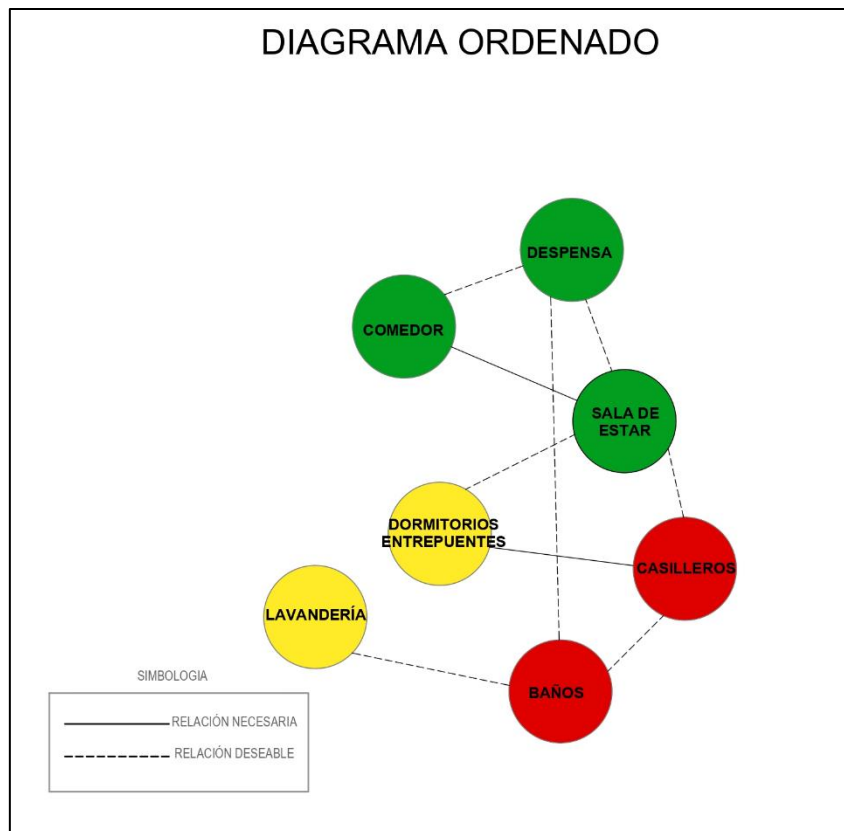 DIAGRAMA ORDENADO
DESPENSA
COMEDOR
SALA DE
ESTAR
DORMITORIOS
ENTREPUENTES
CASILLEROS
LAVANDERÍA
BAÑOS
SIMBOLOGIA
RELACIÓN NECESARIA
RELACIÓN DESEABLE